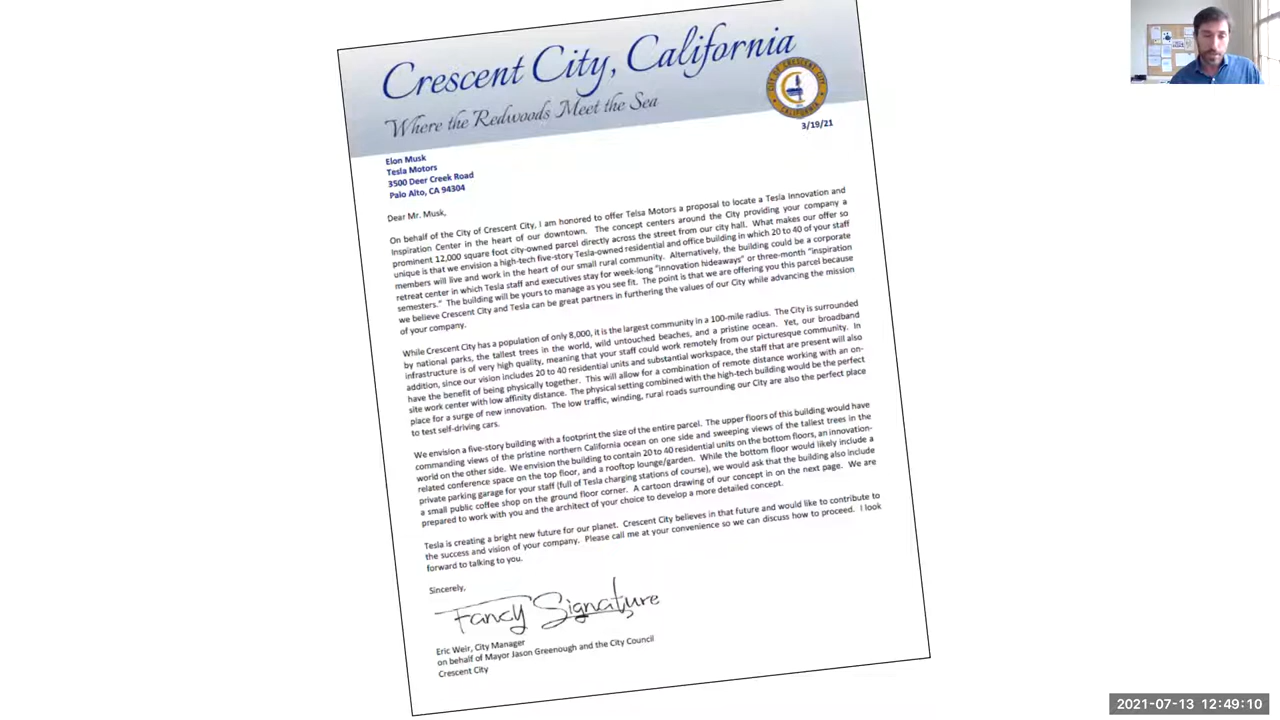 Crescent City, California
Where the Redwoods Meet the Sea
3/19/21
Elon Musk
Tesla Motors
3500 Deer Creek Road
Palo Alto, CA 94304
Dear Mr. Musk,
On behalf of the City of Crescent City, I am honored to offer Telsa Motors a proposal to locate a Tesla Innovation and
Inspiration Center in the heart of our downtown. The concept centers around the City providing your company a
prominent 12,000 square foot city-owned parcel directly across the street from our city hall. What makes our offer so
unique is that we envision a high-tech five-story Tesla-owned residential and office building in which 20 to 40 of your staff
members will live and work in the heart of our small rural community. Alternatively, the building could be a corporate
retreat center in which Tesla staff and executives stay for week-long "innovation hideaways" or three-month "inspiration
semesters." The building will be yours to manage as you see fit. The point is that we are offering you this parcel because
we believe Crescent City and Tesla can be great partners in furthering the values of our City while advancing the mission
of your company.
While Crescent City has a population of only 8,000, it is the largest community in a 100-mile radius. The City is surrounded
by national parks, the tallest trees in the world, wild untouched beaches, and a pristine ocean. Yet, our broadband
infrastructure is of very high quality, meaning that your staff could work remotely from our picturesque community. In
addition, since our vision includes 20 to 40 residential units and substantial workspace, the staff that are present will also
have the benefit of being physically together. This will allow for a combination of remote distance working with an on-
site work center with low affinity distance. The physical setting combined with the high-tech building would be the perfect
place for a surge of new innovation. The low traffic, winding, rural roads surrounding our City are also the perfect place
to test self-driving cars.
We envision a five-story building with a footprint the size of the entire parcel. The upper floors of this building would have
commanding views of the pristine northern California ocean on one side and sweeping views of the tallest trees in the
world on the other side. We envision the building to contain 20 to 40 residential units on the bottom floors, an innovation-
related conference space on the top floor, and a rooftop lounge/garden. While the bottom floor would likely include a
private parking garage for your staff (full of Tesla charging stations of course), we would ask that the building also include
a small public coffee shop on the ground floor corner. A cartoon drawing of our concept in on the next page. We are
prepared to work with you and the architect of your choice to develop a more detailed concept.
Tesla is creating a bright new future for our planet. Crescent City believes in that future and would like to contribute to
the success and vision of your company. Please call me at your convenience so we can discuss how to proceed. I look
forward to talking to you.
Sincerely,
Fancy Signature
Eric Weir, City Manager
on behalf of Mayor Jason Greenough and the City Council
Crescent City
2021-07-13 12:49:10